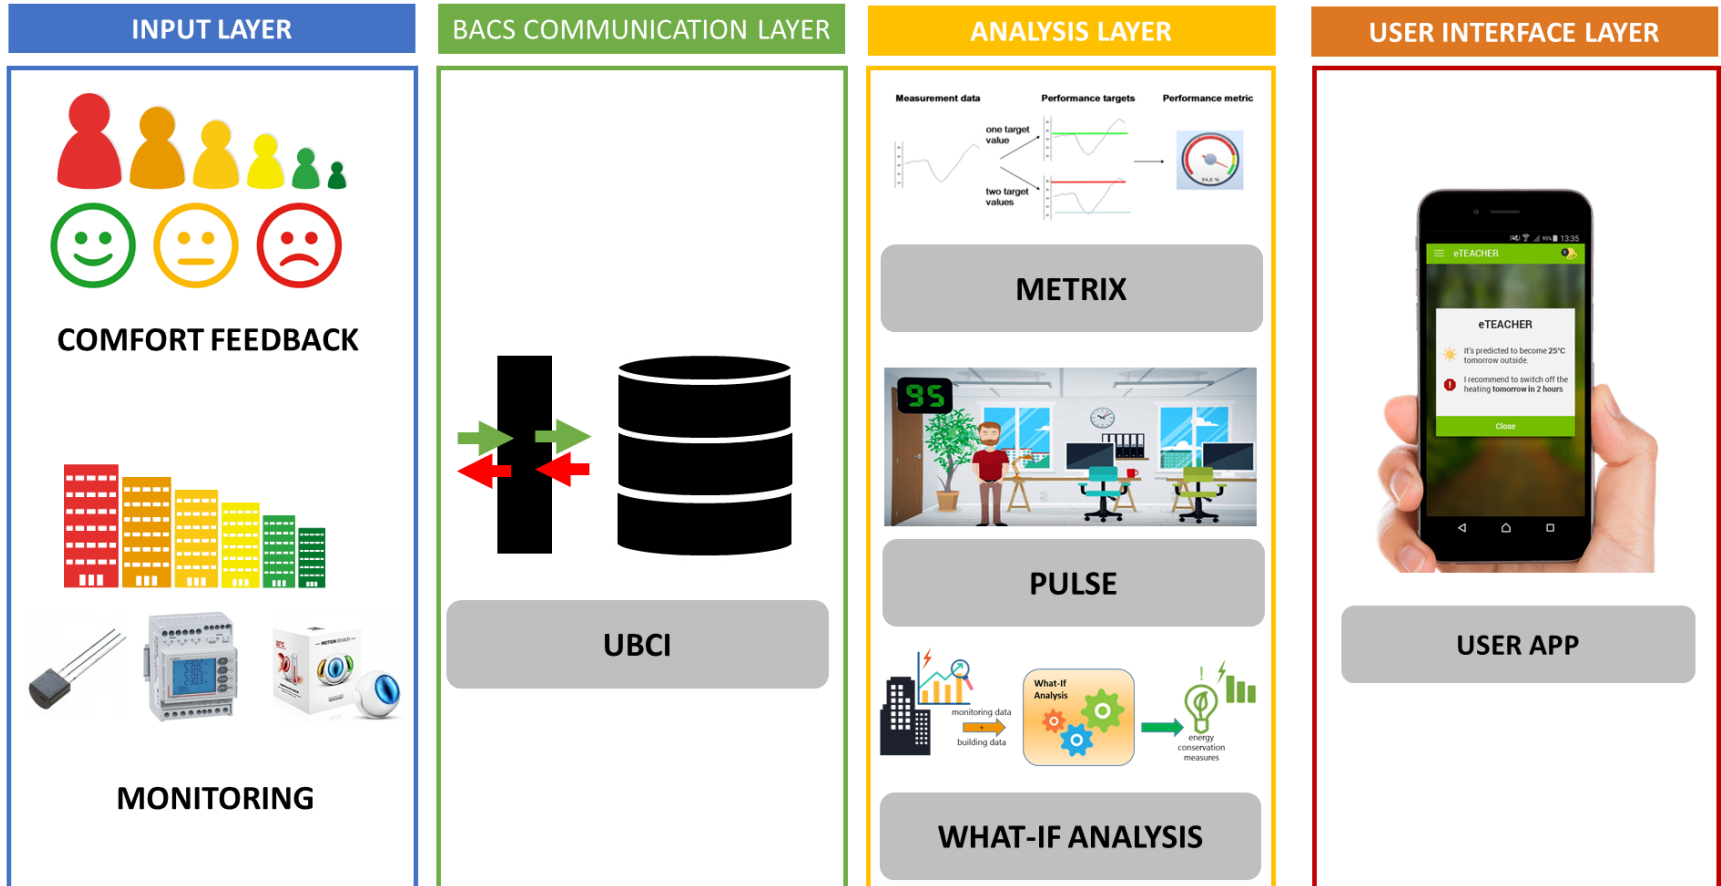 INPUT LAYER
COMFORT FEEDBACK
MONITORING
BACS COMMUNICATION LAYER
UBCI
ANALYSIS LAYER
Measurement data
Performance targets
Performance metric
one target
value
two target
values
94,6 %
METRIX
95
PULSE
monitoring data
+
building data
What-If
Analysis
energy
conservation
measures
WHAT-IF ANALYSIS
USER INTERFACE LAYER
95% 13:35
eTEACHER
eTEACHER
It's predicted to become 25°C
tomorrow outside.
I recommend to switch off the
heating tomorrow in 2 hours
Close
USER APP